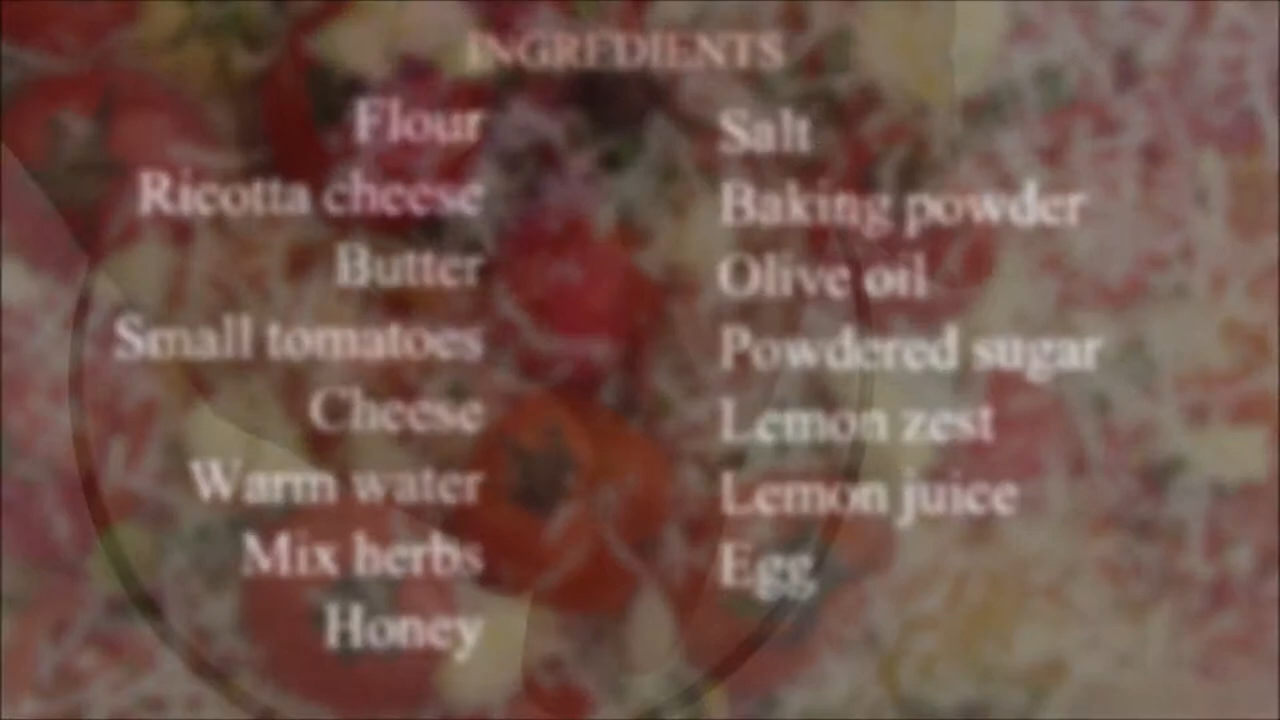 INGREDIENTS
Flour
Ricotta cheese
Butter
Small tomatoes
Cheese
Warm water
Mix herbs
Honey
Salt
Baking powder
Olive oil
Powdered sugar
Lemon zest
Lemon juice
Egg